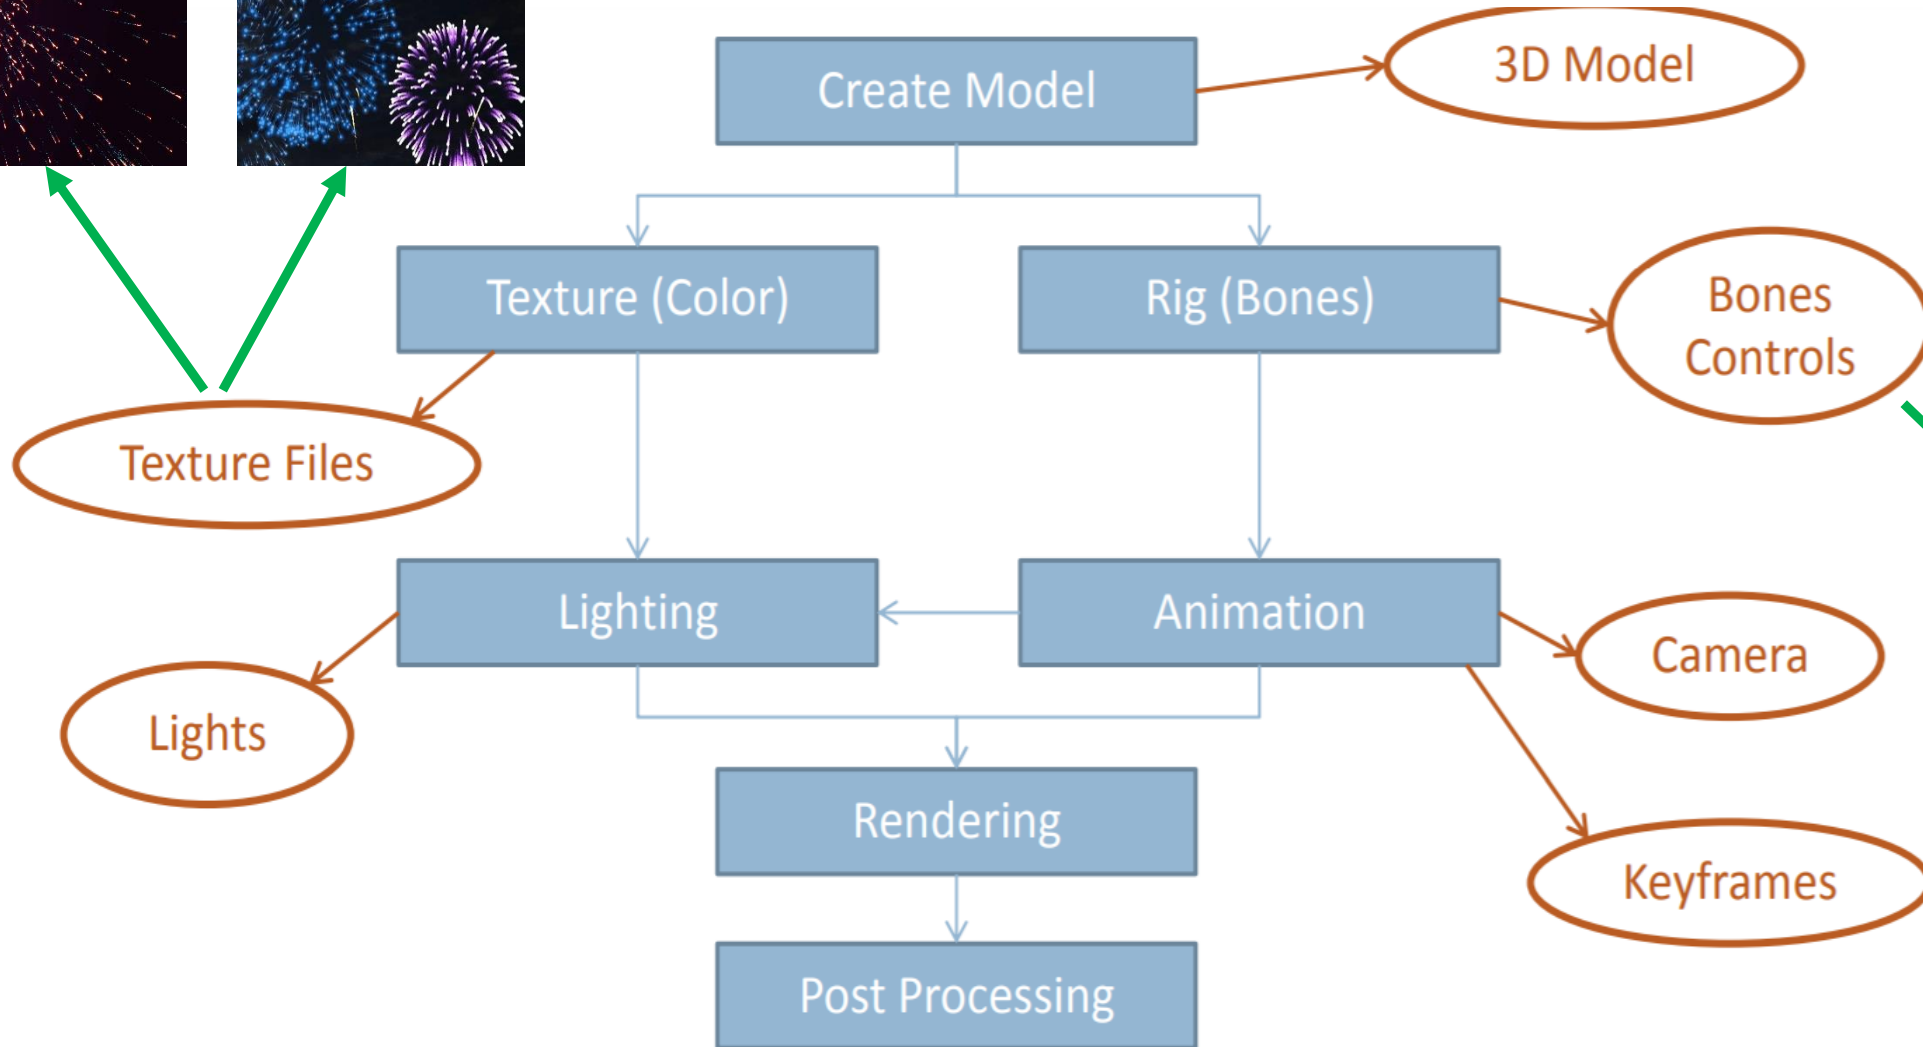 Create Model
3D Model
Texture (Color)
Rig (Bones)
Bones
Controls
Texture Files
Lighting
Animation
Camera
Lights
Rendering
Keyframes
Post Processing